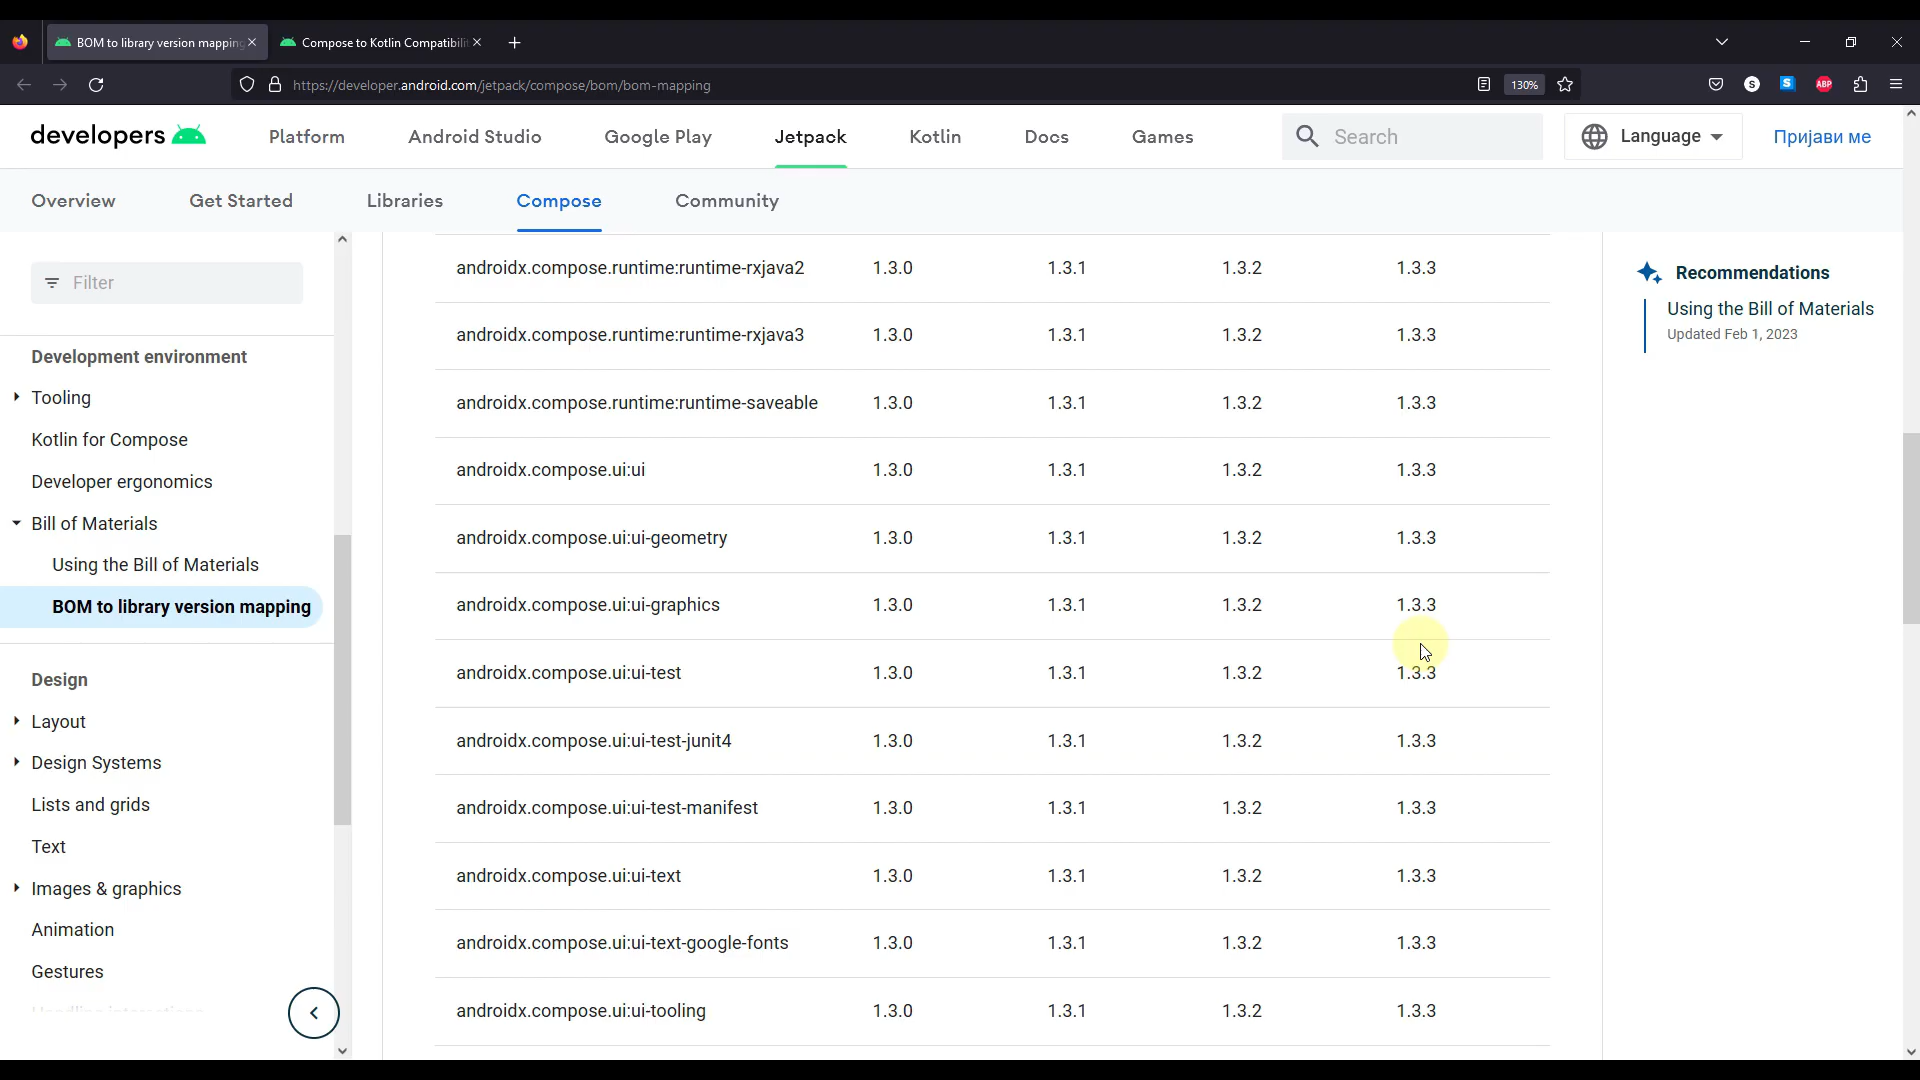 BOM to library version mapping
Compose to Kotlin Compatibili
https://developer.android.com/jetpack/compose/bom/bom-mapping
130%
S
S
ABP
developers
Platform
Android Studio
Google Play
Jetpack
Kotlin
Docs
Games
Search
Language
Пријави ме
Overview
Get Started
Libraries
Compose
Community
Filter
Development environment
Tooling
Kotlin for Compose
Developer ergonomics
Bill of Materials
Using the Bill of Materials
BOM to library version mapping
Design
Layout
Design Systems
Lists and grids
Text
Images & graphics
Animation
Gestures
androidx.compose.runtime:runtime-rxjava2 1.3.0 1.3.1 1.3.2 1.3.3
androidx.compose.runtime:runtime-rxjava3 1.3.0 1.3.1 1.3.2 1.3.3
androidx.compose.runtime:runtime-saveable 1.3.0 1.3.1 1.3.2 1.3.3
androidx.compose.ui:ui 1.3.0 1.3.1 1.3.2 1.3.3
androidx.compose.ui:ui-geometry 1.3.0 1.3.1 1.3.2 1.3.3
androidx.compose.ui:ui-graphics 1.3.0 1.3.1 1.3.2 1.3.3
androidx.compose.ui:ui-test 1.3.0 1.3.1 1.3.2 1.3.3
androidx.compose.ui:ui-test-junit4 1.3.0 1.3.1 1.3.2 1.3.3
androidx.compose.ui:ui-test-manifest 1.3.0 1.3.1 1.3.2 1.3.3
androidx.compose.ui:ui-text 1.3.0 1.3.1 1.3.2 1.3.3
androidx.compose.ui:ui-text-google-fonts 1.3.0 1.3.1 1.3.2 1.3.3
androidx.compose.ui:ui-tooling 1.3.0 1.3.1 1.3.2 1.3.3
Recommendations
Using the Bill of Materials
Updated Feb 1, 2023